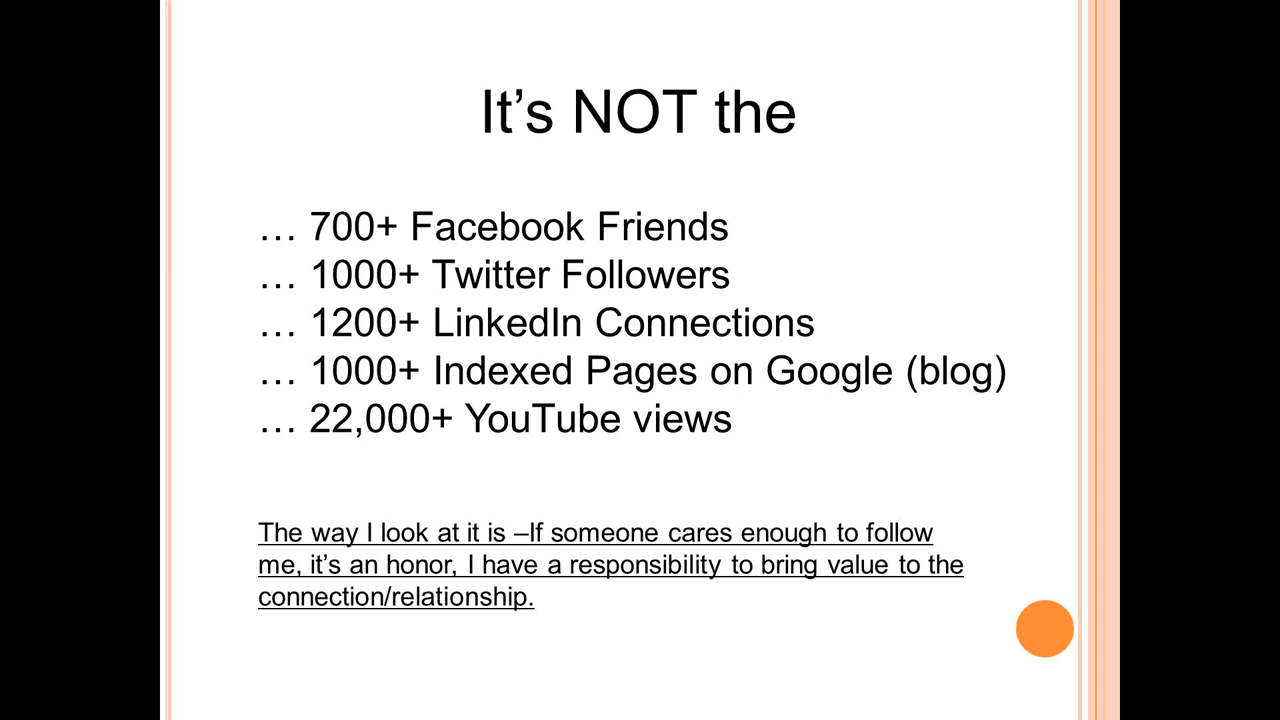 It’s NOT the
… 700+ Facebook Friends
… 1000+ Twitter Followers
… 1200+ LinkedIn Connections
… 1000+ Indexed Pages on Google (blog)
… 22,000+ YouTube views
The way I look at it is –If someone cares enough to follow
me, it’s an honor, I have a responsibility to bring value to the
connection/relationship.